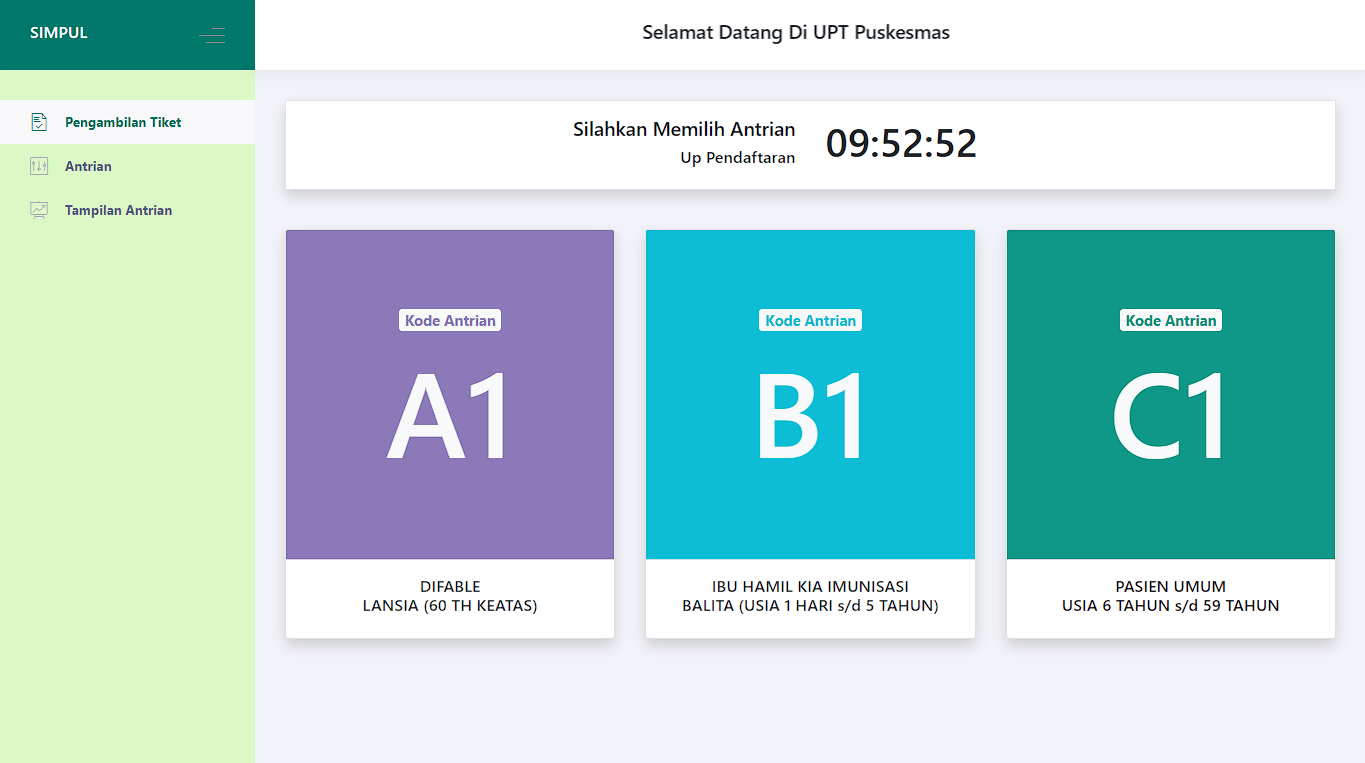 SIMPUL
Selamat Datang Di UPT Puskesmas
Pengambilan Tiket
Antrian
Tampilan Antrian
Silahkan Memilih Antrian
Up Pendaftaran
09:52:52
Kode Antrian
A1
DIFABLE
LANSIA (60 TH KEATAS)
Kode Antrian
B1
IBU HAMIL KIA IMUNISASI
BALITA (USIA 1 HARI s/d 5 TAHUN)
Kode Antrian
C1
PASIEN UMUM
USIA 6 TAHUN s/d 59 TAHUN